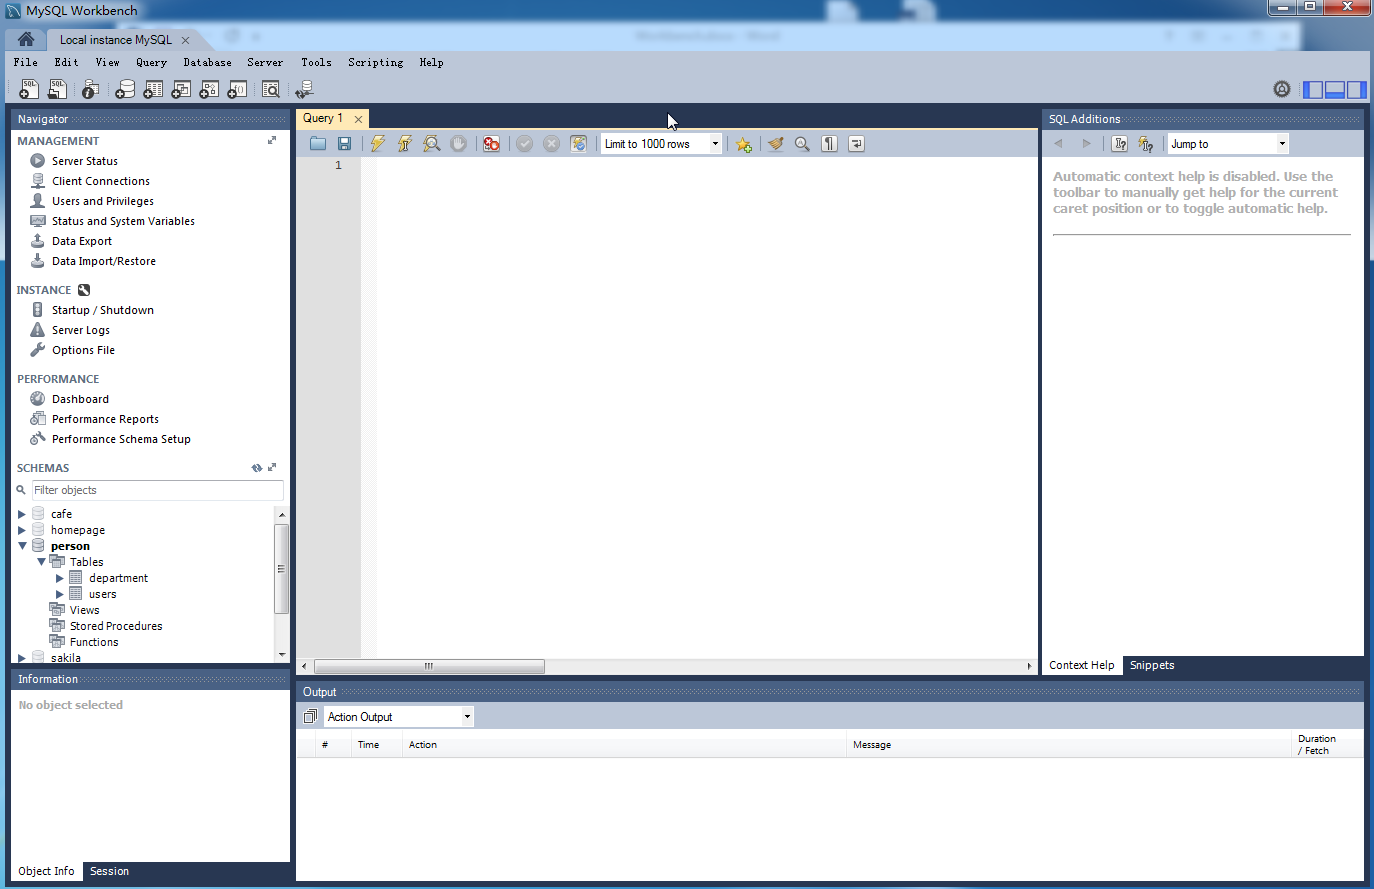 MySQL Workbench
Local instance MySQL
File Edit View Query Database Server Tools Scripting Help
Navigator
MANAGEMENT
Server Status
Client Connections
Users and Privileges
Status and System Variables
Data Export
Data Import/Restore
INSTANCE
Startup / Shutdown
Server Logs
Options File
PERFORMANCE
Dashboard
Performance Reports
Performance Schema Setup
SCHEMAS
Filter objects
cafe
homepage
person
Tables
department
users
Views
Stored Procedures
Functions
sakila
Information
No object selected
Object Info Session
Query 1
Limit to 1000 rows
1
SQL Additions
Jump to
Automatic context help is disabled. Use the
toolbar to manually get help for the current
caret position or to toggle automatic help.
Context Help Snippets
Output
Action Output
# Time Action Message Duration
/ Fetch